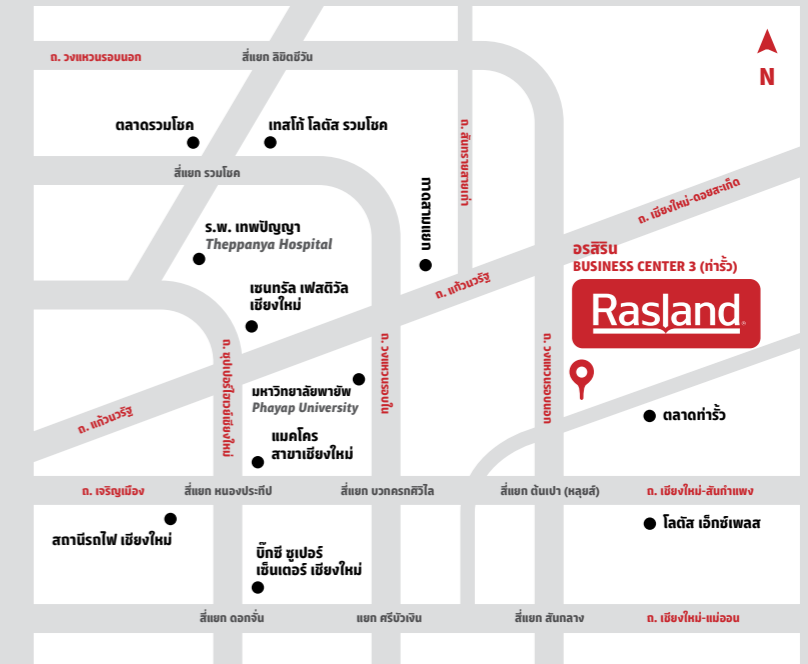 ถ. วงแหวนรอบนอก
สี่แยก ลิขิตชีวัน
N
ตลาดรวมโชค
เทสโก้ โลตัส รวมโชค
ถ. สันทรายสายเก่า
สี่แยก รวมโชค
กาดสามแยก
ถ. เชียงใหม่-ดอยสะเก็ด
ร.พ. เทพปัญญา
Theppanya Hospital
อรสิริน
BUSINESS CENTER 3 (ท่ารั้ว)
Rasland
ถ. แก้วนวรัฐ
เซนทรัล เฟสติวัล
เชียงใหม่
ถ. ซุปเปอร์ไฮเวย์เชียงใหม่
ถ. วงแหวนรอบใน
ถ. วงแหวนรอบนอก
มหาวิทยาลัยพายัพ
Phayap University
ถ. แก้วนวรัฐ
ตลาดท่ารั้ว
แมคโคร
สาขาเชียงใหม่
ถ. เจริญเมือง
สี่แยก หนองประทีป
สี่แยก บวกครกศิวิไล
สี่แยก ต้นเปา (หลุยส์)
ถ. เชียงใหม่-สันกำแพง
สถานีรถไฟ เชียงใหม่
โลตัส เอ็กซ์เพลส
บิ๊กซี ซูเปอร์
เซ็นเตอร์ เชียงใหม่
สี่แยก ดอกจั่น
แยก ศรีบัวเงิน
สี่แยก สันกลาง
ถ. เชียงใหม่-แม่ออน